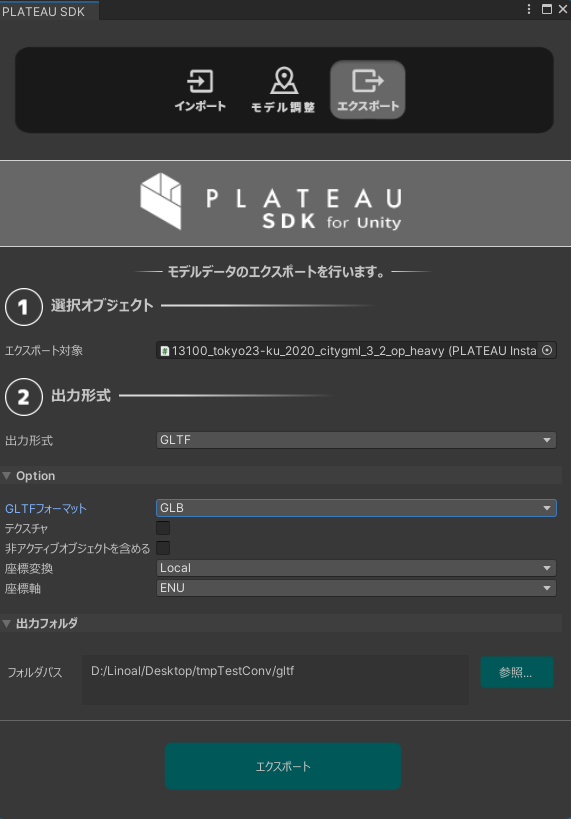 PLATEAU SDK
インポート
モデル調整
エクスポート
PLATEAU
SDK for Unity
モデルデータのエクスポートを行います。
1 選択オブジェクト
エクスポート対象 13100_tokyo23-ku_2020_citygml_3_2_op_heavy (PLATEAU Insta
2 出力形式
出力形式 GLTF
Option
GLTFフォーマット GLB
テクスチャ
非アクティブオブジェクトを含める
座標変換 Local
座標軸 ENU
出力フォルダ
フォルダパス D:/Linoal/Desktop/tmpTestConv/gltf 参照...
エクスポート